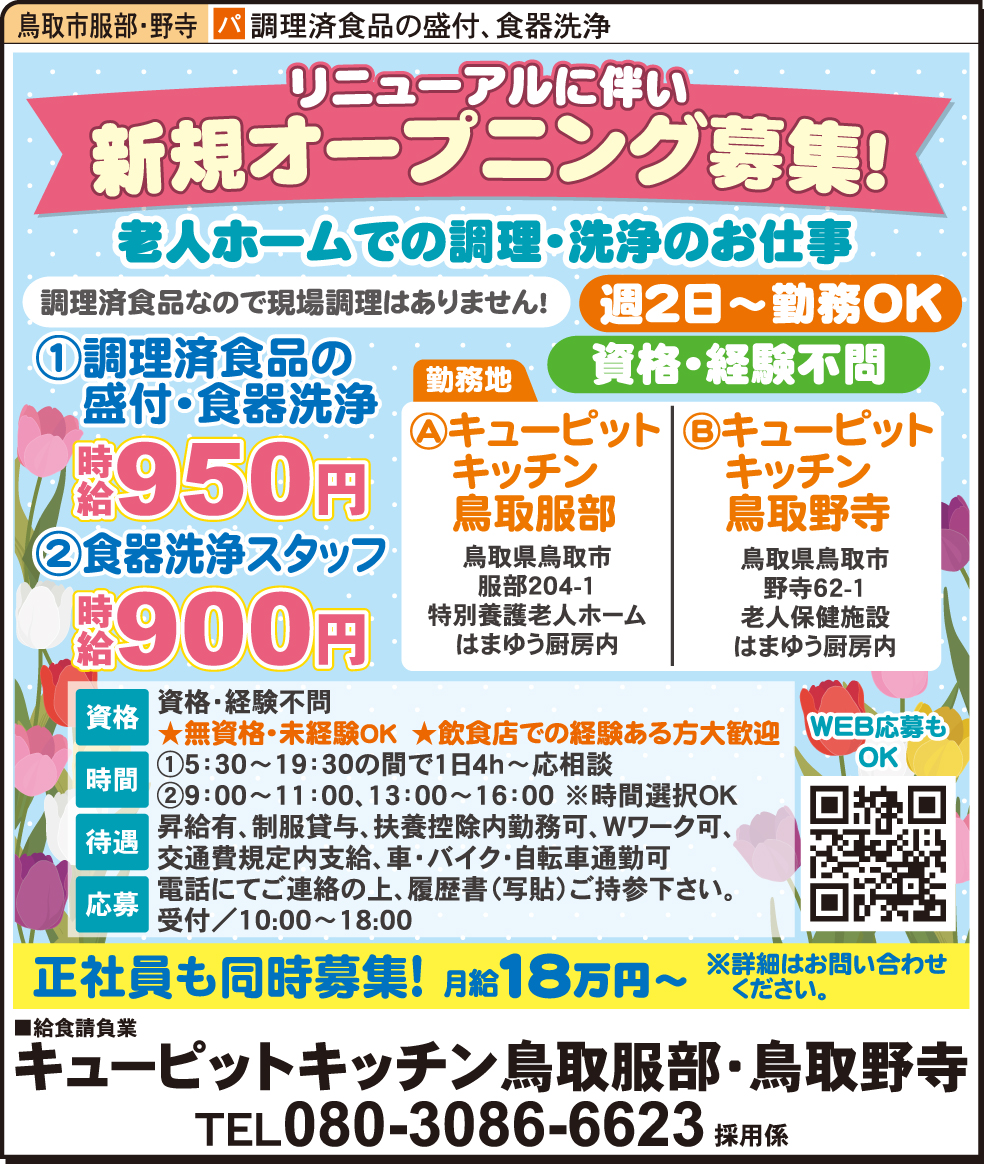 鳥取市服部・野寺 パ 調理済食品の盛付、食器洗浄
リニューアルに伴い
新規オープニング募集!
老人ホームでの調理・洗浄のお仕事
調理済食品なので現場調理はありません!
週2日～勤務OK
資格・経験不問
①調理済食品の
盛付・食器洗浄
時給950円
②食器洗浄スタッフ
時給900円
勤務地
Ⓐキューピット
キッチン
鳥取服部
鳥取県鳥取市
服部204-1
特別養護老人ホーム
はまゆう厨房内
Ⓑキューピット
キッチン
鳥取野寺
鳥取県鳥取市
野寺62-1
老人保健施設
はまゆう厨房内
資格 資格・経験不問
★無資格・未経験OK ★飲食店での経験ある方大歓迎
時間 ①5：30～19：30の間で1日4h～応相談
②9：00～11：00、13：00～16：00 ※時間選択OK
待遇 昇給有、制服貸与、扶養控除内勤務可、Wワーク可、
交通費規定内支給、車・バイク・自転車通勤可
応募 電話にてご連絡の上、履歴書（写貼）ご持参下さい。
受付／10:00～18:00
WEB応募も
OK
正社員も同時募集! 月給18万円～
※詳細はお問い合わせ
ください。
■給食請負業
キューピットキッチン鳥取服部・鳥取野寺
TEL080-3086-6623 採用係